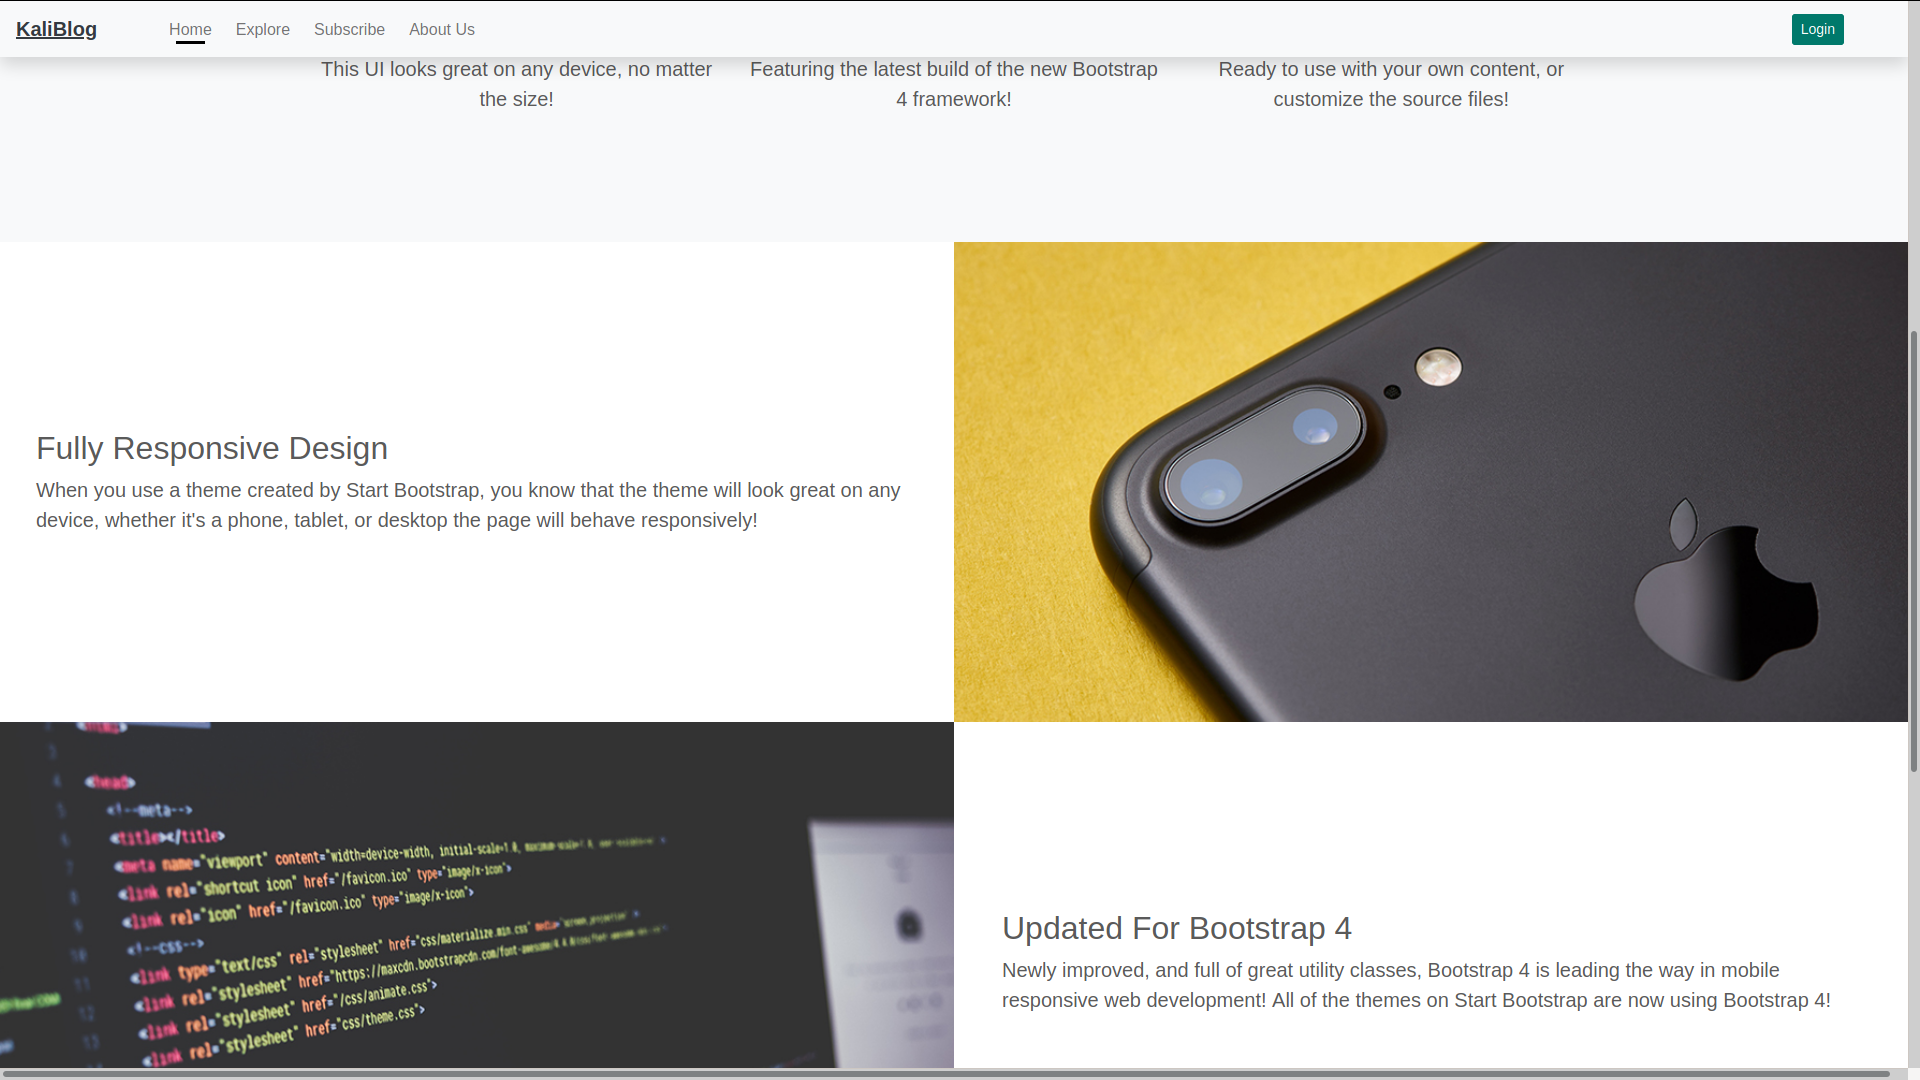 KaliBlog Home Explore Subscribe About Us Login
This UI looks great on any device, no matter
the size!
Featuring the latest build of the new Bootstrap
4 framework!
Ready to use with your own content, or
customize the source files!
Fully Responsive Design
When you use a theme created by Start Bootstrap, you know that the theme will look great on any
device, whether it's a phone, tablet, or desktop the page will behave responsively!
<head>
<!--meta-->
<title></title>
<meta name="viewport" content="width=device-width, initial-scale=1.0,
<link rel="shortcut icon" href="/favicon.ico" type="image/x-icon">
<link rel="icon" href="/favicon.ico" type="image/x-icon">
<!--css-->
<link type="text/css" rel="stylesheet" href="css/materialize.min.css"
<link rel="stylesheet" href="https://maxcdn.bootstrapcdn.com/font-awesome/
<link rel="stylesheet" href="/css/animate.css">
<link rel="stylesheet" href="css/theme.css">
<link rel=
Updated For Bootstrap 4
Newly improved, and full of great utility classes, Bootstrap 4 is leading the way in mobile
responsive web development! All of the themes on Start Bootstrap are now using Bootstrap 4!